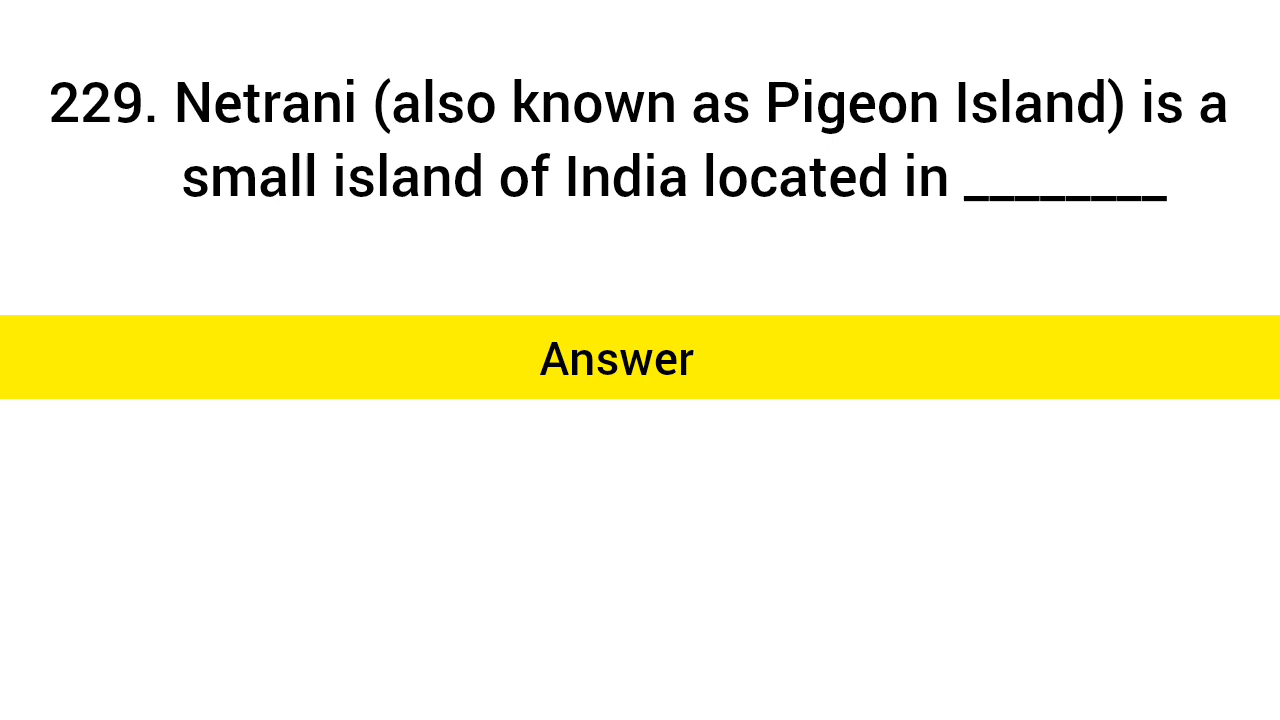 229. Netrani (also known as Pigeon Island) is a
small island of India located in ________
Answer